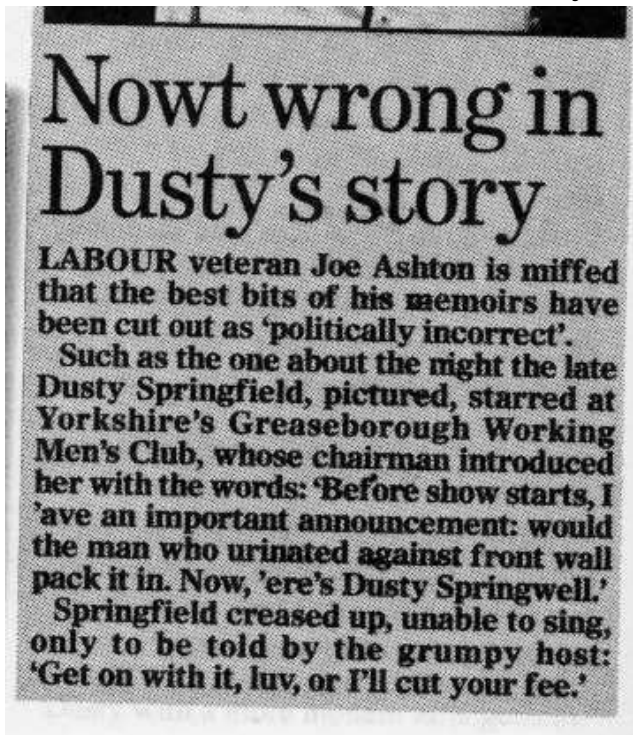 Nowt wrong in
Dusty's story
LABOUR veteran Joe Ashton is miffed
that the best bits of his memoirs have
been cut out as ‘politically incorrect’.
Such as the one about the night the late
Dusty Springfield, pictured, starred at
Yorkshire's Greaseborough Working
Men's Club, whose chairman introduced
her with the words: ‘Before show starts, I
’ave an important announcement: would
the man who urinated against front wall
pack it in. Now, ’ere's Dusty Springwell.’
Springfield creased up, unable to sing,
only to be told by the grumpy host:
‘Get on with it, luv, or I'll cut your fee.’